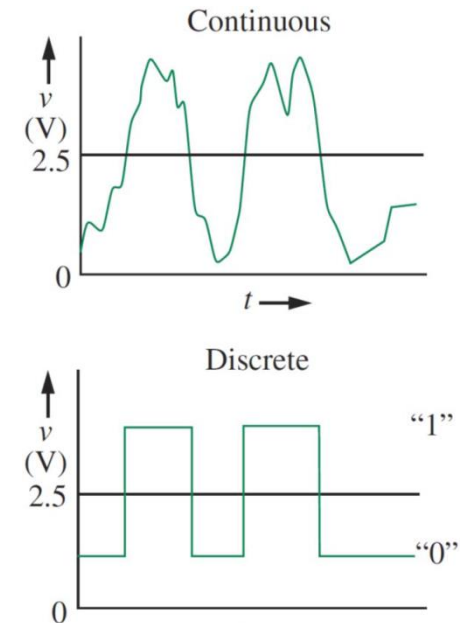 Continuous
v
(V)
2.5
0
t
Discrete
v
(V)
2.5
0
“1”
“0”